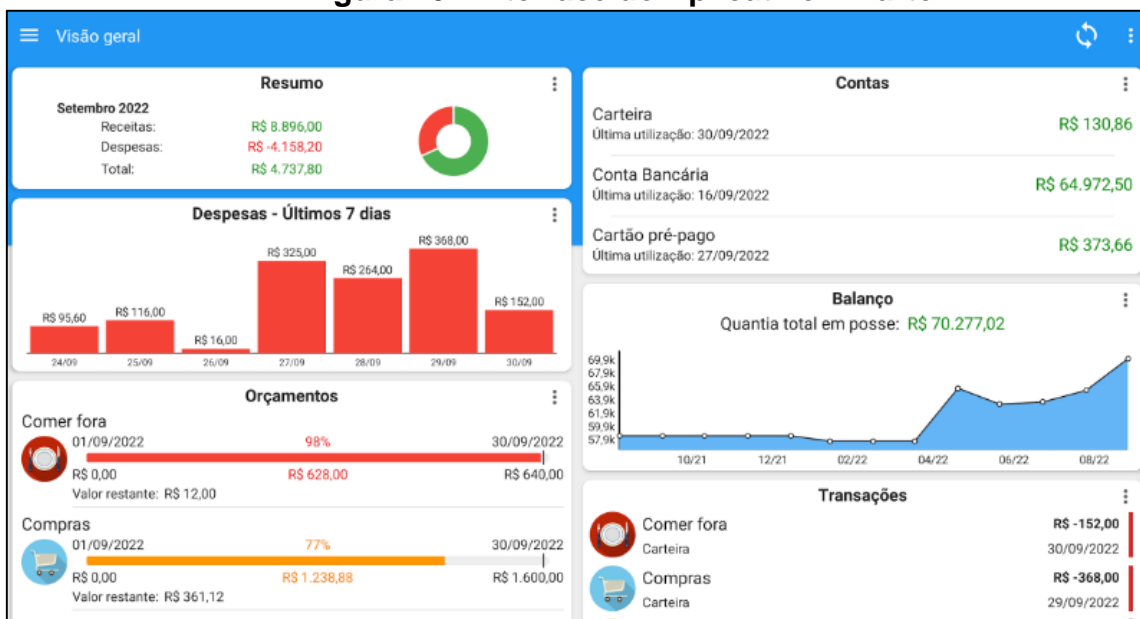 Visão geral
Resumo
Setembro 2022
Receitas: R$ 8.896,00
Despesas: R$ -4.158,20
Total: R$ 4.737,80
Despesas - Últimos 7 dias
R$ 95,60
R$ 116,00
R$ 16,00
R$ 325,00
R$ 264,00
R$ 368,00
R$ 152,00
24/09 25/09 26/09 27/09 28/09 29/09 30/09
Orçamentos
Comer fora
01/09/2022 98% 30/09/2022
R$ 0,00 R$ 628,00 R$ 640,00
Valor restante: R$ 12,00
Compras
01/09/2022 77% 30/09/2022
R$ 0,00 R$ 1.238,88 R$ 1.600,00
Valor restante: R$ 361,12
Contas
Carteira
Última utilização: 30/09/2022
R$ 130,86
Conta Bancária
Última utilização: 16/09/2022
R$ 64.972,50
Cartão pré-pago
Última utilização: 27/09/2022
R$ 373,66
Balanço
Quantia total em posse: R$ 70.277,02
69,9k
67,9k
65,9k
63,9k
61,9k
59,9k
57,9k
10/21 12/21 02/22 04/22 06/22 08/22
Transações
Comer fora R$ -152,00
Carteira 30/09/2022
Compras R$ -368,00
Carteira 29/09/2022